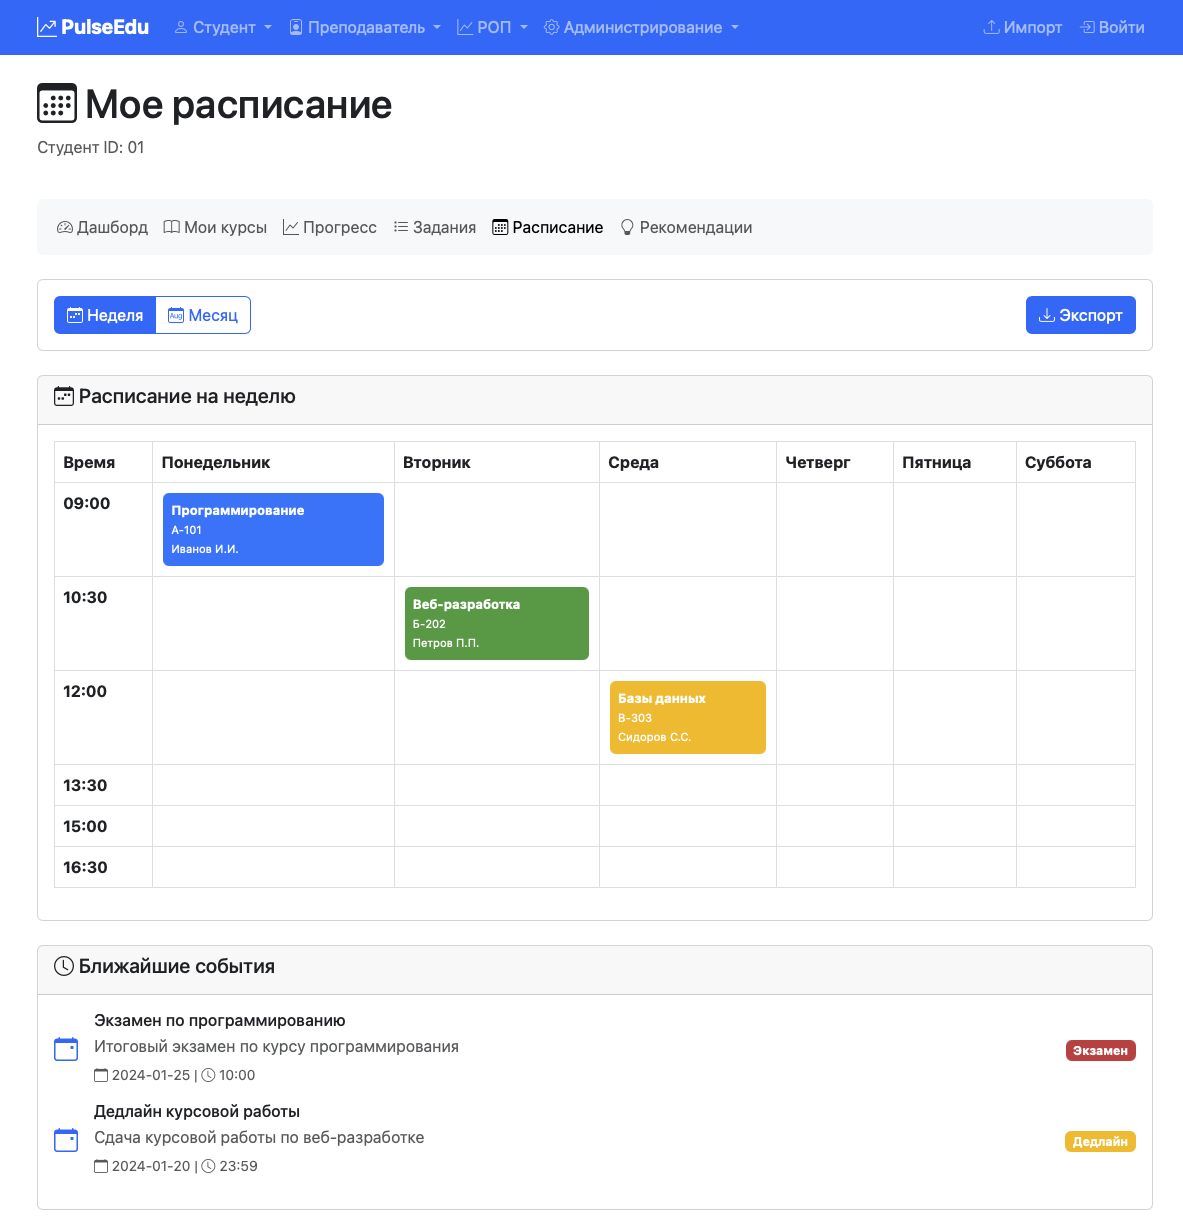 PulseEdu Студент Преподаватель РОП Администрирование Импорт Войти
Мое расписание
Студент ID: 01
Дашборд Мои курсы Прогресс Задания Расписание Рекомендации
Неделя Aug Месяц Экспорт
Расписание на неделю
Время Понедельник Вторник Среда Четверг Пятница Суббота
09:00
Программирование
А-101
Иванов И.И.
10:30
Веб-разработка
Б-202
Петров П.П.
12:00
Базы данных
В-303
Сидоров С.С.
13:30
15:00
16:30
Ближайшие события
Экзамен по программированию
Итоговый экзамен по курсу программирования
2024-01-25 | 10:00
Экзамен
Дедлайн курсовой работы
Сдача курсовой работы по веб-разработке
2024-01-20 | 23:59
Дедлайн